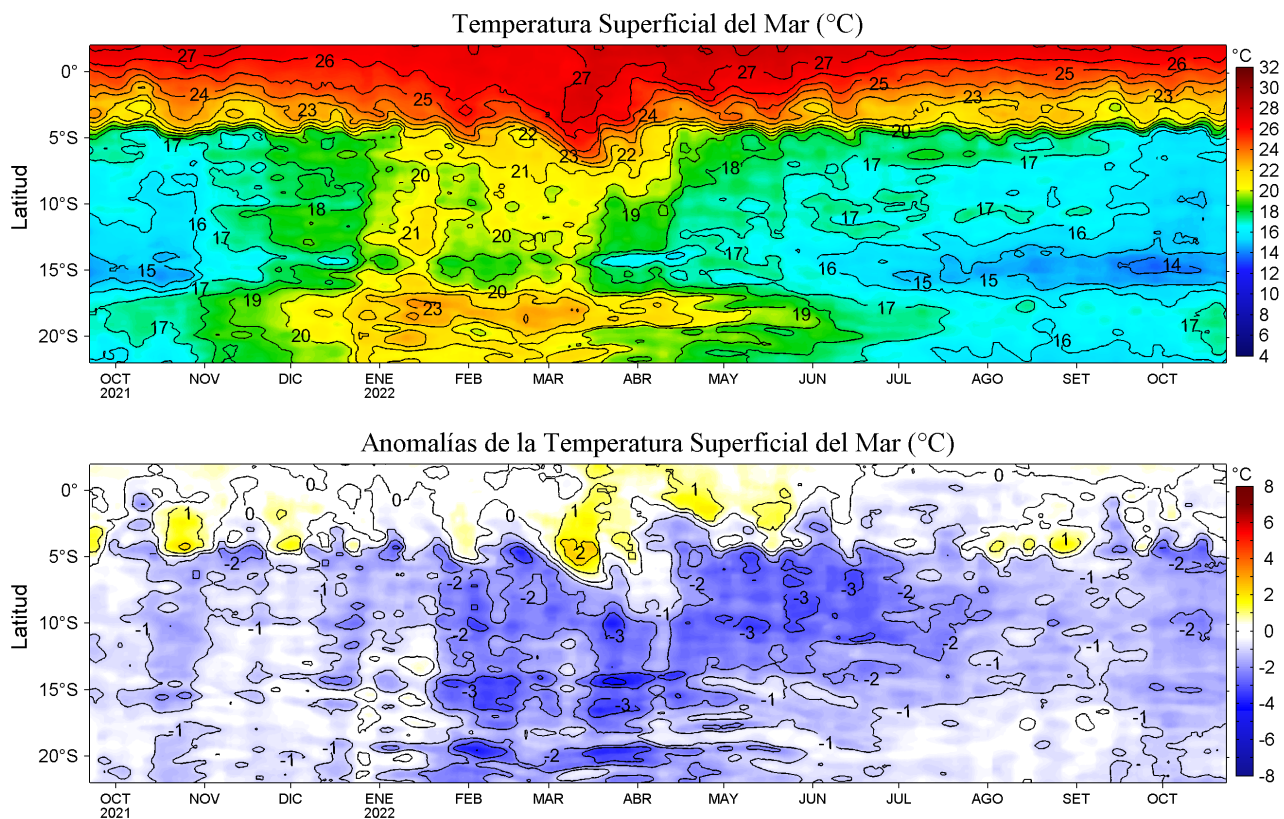 Temperatura Superficial del Mar (°C)
°C
27 26 27 27 27 26
0°
24 23 25 24 25 25 23
5°S
17 22 23 22 20
21 18 17 17
20
10°S
16 18 19 17
17 21 20 17 16 16
15°S
15 16 15 15 14
17 19 20
23 19 17 17
20°S
17 20 16
Latitud
32
30
28
26
24
22
20
18
16
14
12
10
8
6
4
OCT NOV DIC ENE FEB MAR ABR MAY JUN JUL AGO SET OCT
2021 2022
Anomalías de la Temperatura Superficial del Mar (°C)
°C
0°
0 0 0 0 0
1 1 1
5°S
-2 2 1 -2
-1 -1 -2 -2 -1 -2 -3 -3 -2
10°S
-1 -1 -1 -2 -3 -3 -2 -2
-1 -2
15°S
-3 -3 -1
-1 -1 -1
20°S
-1 -1 -2 -1
Latitud
8
6
4
2
0
-2
-4
-6
-8
OCT NOV DIC ENE FEB MAR ABR MAY JUN JUL AGO SET OCT
2021 2022